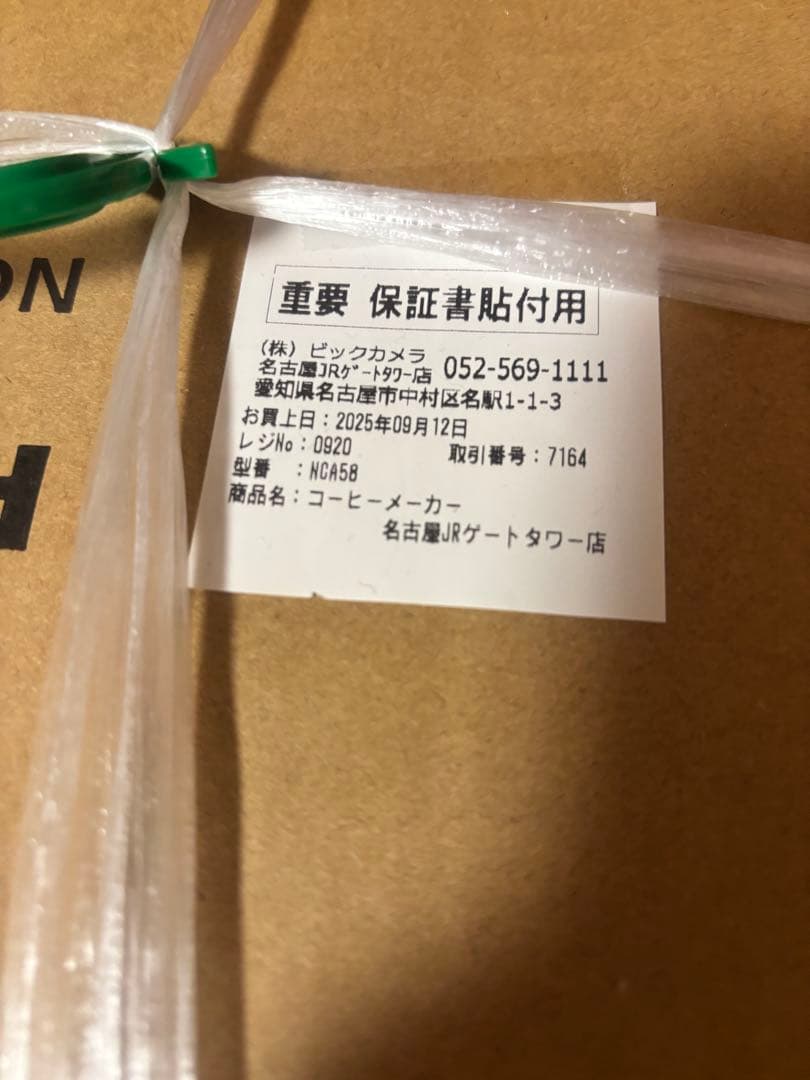 重要 保証書貼付用
(株)ビックカメラ
名古屋JRゲートタワー店 052-569-1111
愛知県名古屋市中村区名駅1-1-3
お買上日:2025年09月12日
レジNo:0920 取引番号:7164
型番 :NCA58
商品名:コーヒーメーカー
名古屋JRゲートタワー店